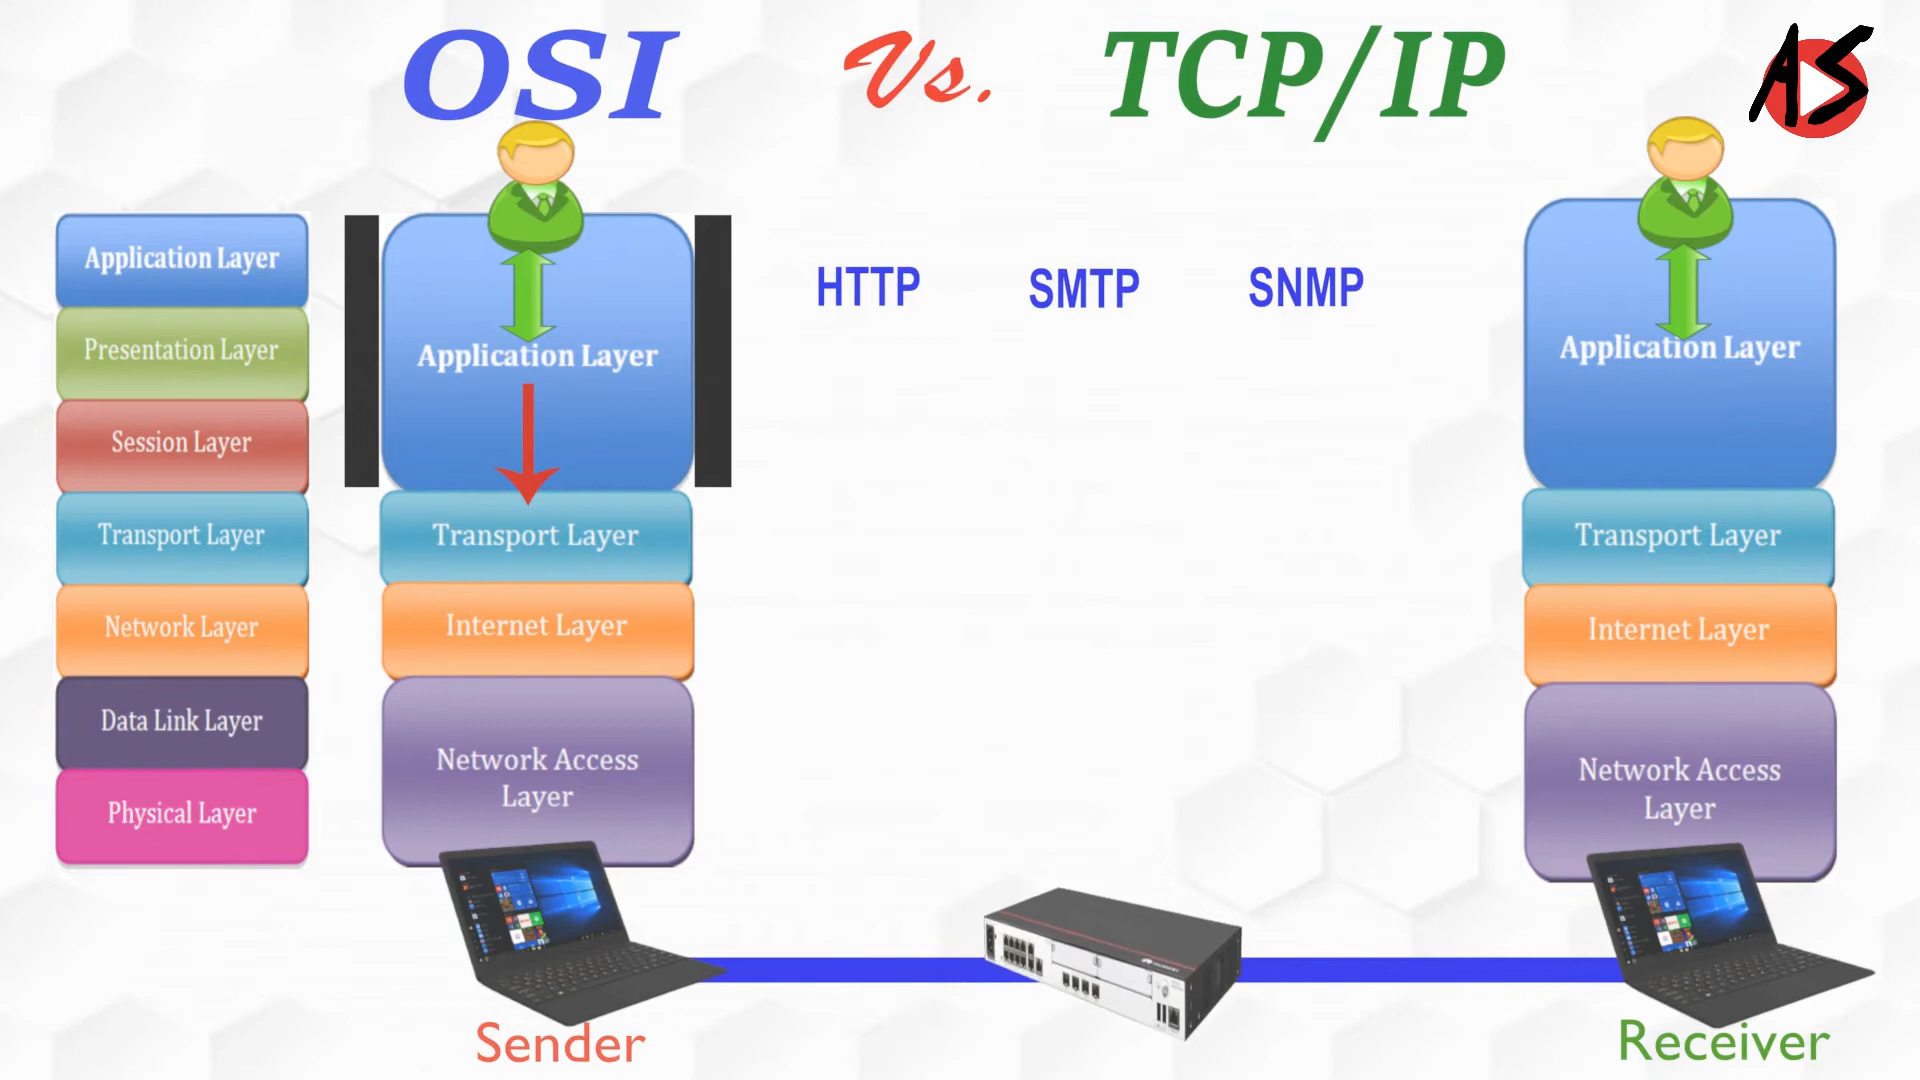 OSI Vs. TCP/IP
AS
Application Layer
Presentation Layer
Session Layer
Transport Layer
Network Layer
Data Link Layer
Physical Layer
Application Layer
Transport Layer
Internet Layer
Network Access
Layer
HTTP SMTP SNMP
Application Layer
Transport Layer
Internet Layer
Network Access
Layer
Sender
Receiver